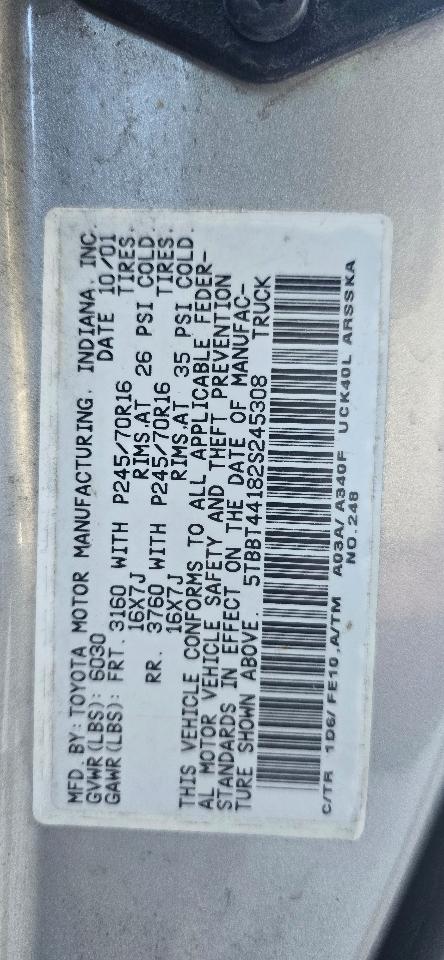 MFD. BY: TOYOTA MOTOR MANUFACTURING, INDIANA, INC.
GVWR(LBS): 6030 DATE 10/01
GAWR(LBS): FRT. 3160 WITH P245/70R16 TIRES,
16X7J RIMS,AT 26 PSI COLD
RR. 3760 WITH P245/70R16 TIRES,
16X7J RIMS,AT 35 PSI COLD.
THIS VEHICLE CONFORMS TO ALL APPLICABLE FEDER-
AL MOTOR VEHICLE SAFETY AND THEFT PREVENTION
STANDARDS IN EFFECT ON THE DATE OF MANUFAC-
TURE SHOWN ABOVE. 5TBBT44182S245308 TRUCK
C/TR 1D6/ FE10 ,A/TM A03A/ A340F UCK40L ARSSKA
NO.248